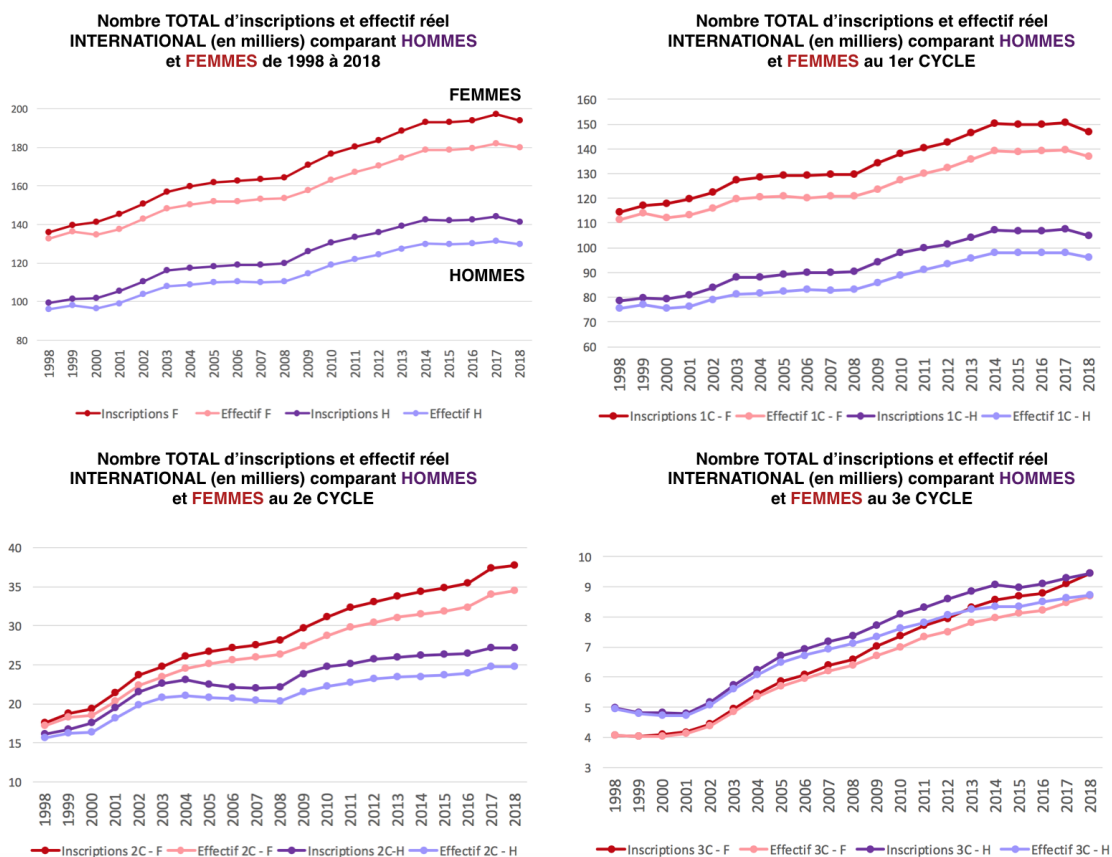 Nombre TOTAL d’inscriptions et effectif réel
INTERNATIONAL (en milliers) comparant HOMMES
et FEMMES de 1998 à 2018
FEMMES
200
180
160
140
120
100
80
HOMMES
1998 1999 2000 2001 2002 2003 2004 2005 2006 2007 2008 2009 2010 2011 2012 2013 2014 2015 2016 2017 2018
Inscriptions F Effectif F Inscriptions H Effectif H
Nombre TOTAL d’inscriptions et effectif réel
INTERNATIONAL (en milliers) comparant HOMMES
et FEMMES au 1er CYCLE
160
150
140
130
120
110
100
90
80
70
60
1998 1999 2000 2001 2002 2003 2004 2005 2006 2007 2008 2009 2010 2011 2012 2013 2014 2015 2016 2017 2018
Inscriptions 1C - F Effectif 1C - F Inscriptions 1C -H Effectif 1C - H
Nombre TOTAL d’inscriptions et effectif réel
INTERNATIONAL (en milliers) comparant HOMMES
et FEMMES au 2e CYCLE
40
35
30
25
20
15
10
1998 1999 2000 2001 2002 2003 2004 2005 2006 2007 2008 2009 2010 2011 2012 2013 2014 2015 2016 2017 2018
Inscriptions 2C - F Effectif 2C - F Inscriptions 2C-H Effectif 2C - H
Nombre TOTAL d’inscriptions et effectif réel
INTERNATIONAL (en milliers) comparant HOMMES
et FEMMES au 3e CYCLE
10
9
8
7
6
5
4
3
1998 1999 2000 2001 2002 2003 2004 2005 2006 2007 2008 2009 2010 2011 2012 2013 2014 2015 2016 2017 2018
Inscriptions 3C - F Effectif 3C - F Inscriptions 3C - H Effectif 3C - H